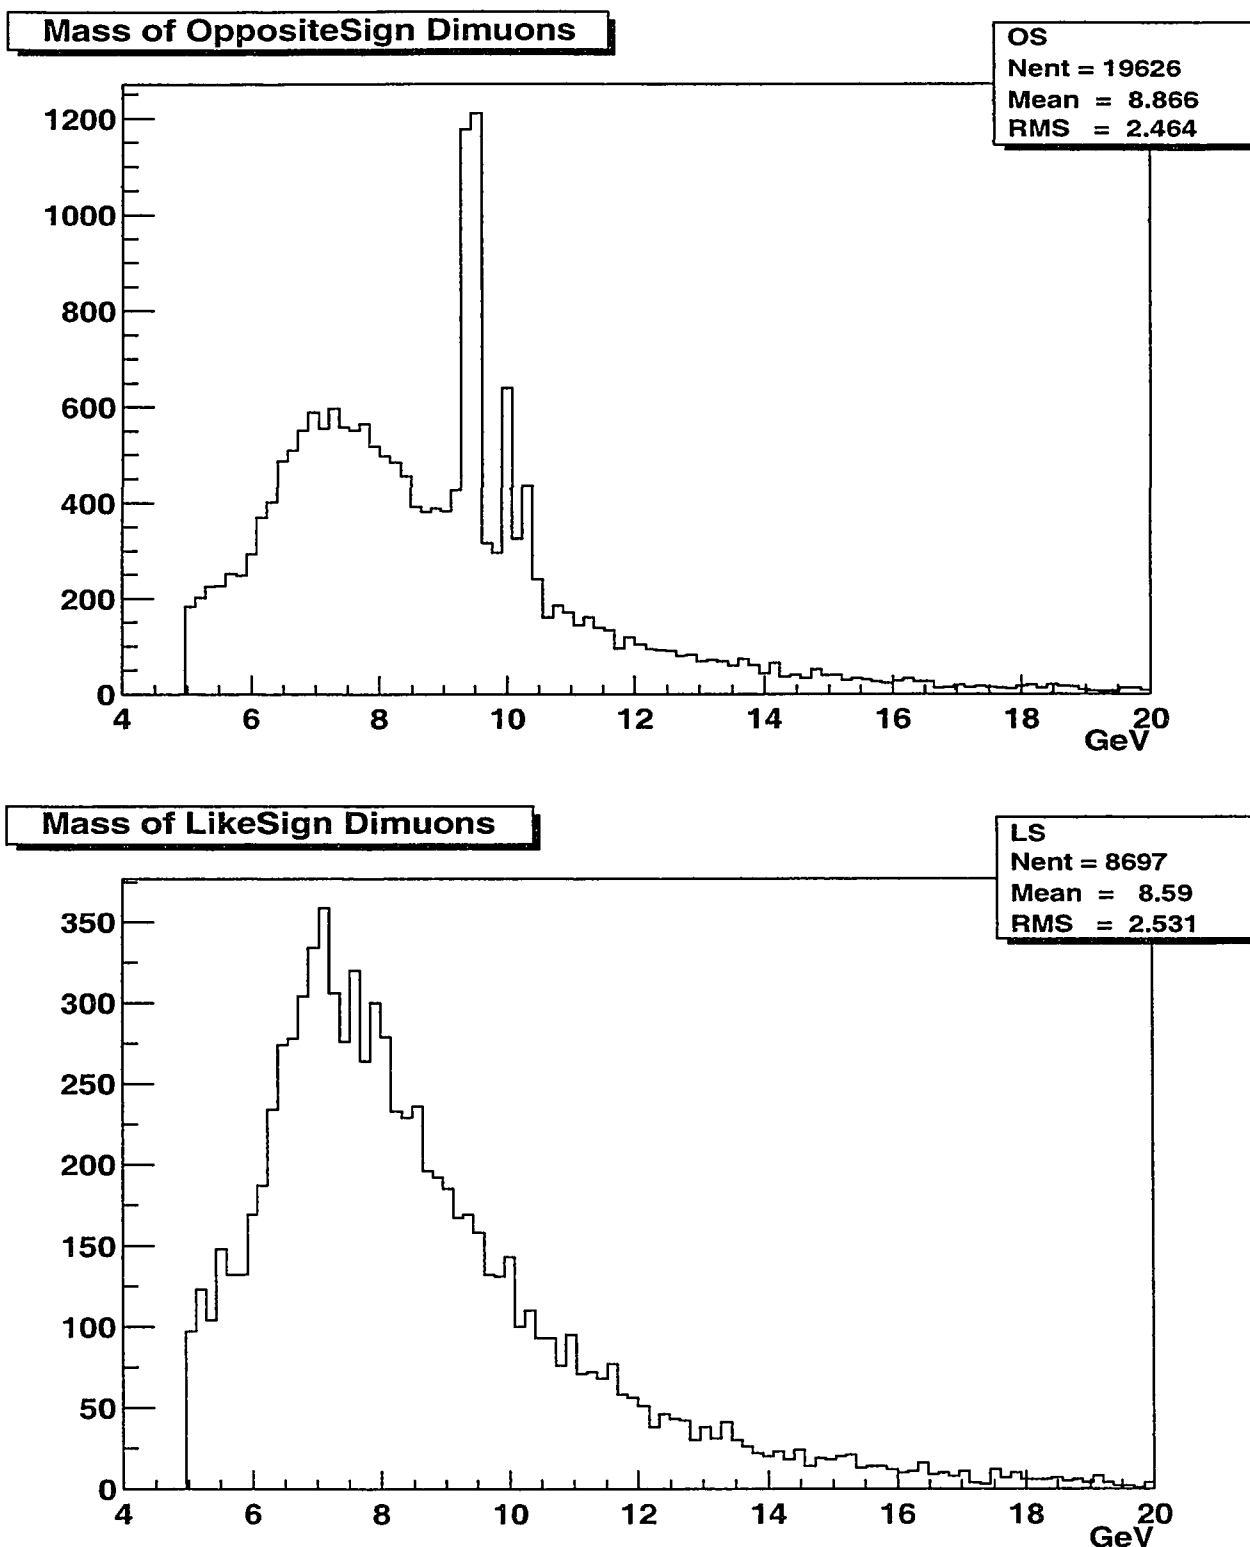 Mass of OppositeSign Dimuons
OS
Nent = 19626
Mean = 8.866
RMS = 2.464
1200
1000
800
600
400
200
0
4 6 8 10 12 14 16 18 20
GeV
Mass of LikeSign Dimuons
LS
Nent = 8697
Mean = 8.59
RMS = 2.531
350
300
250
200
150
100
50
0
4 6 8 10 12 14 16 18 20
GeV